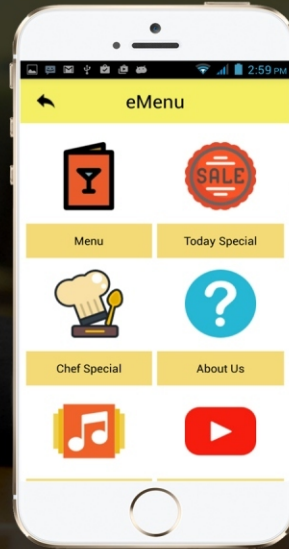 2:59 PM
eMenu
SALE
Menu
Today Special
Chef Special
About Us